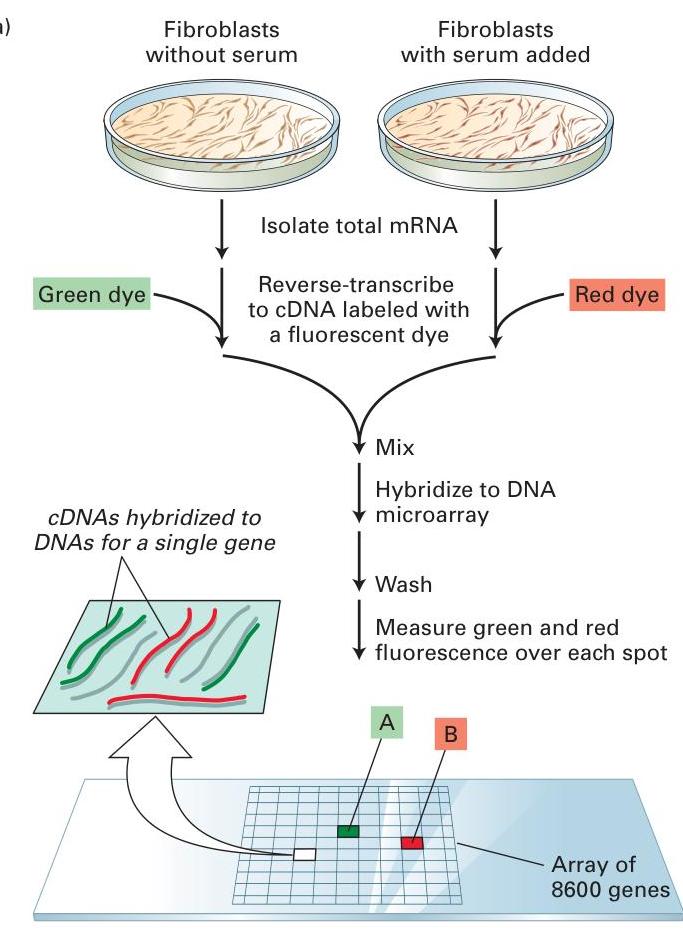 a)
Fibroblasts
without serum
Fibroblasts
with serum added
Isolate total mRNA
Green dye
Reverse-transcribe
to cDNA labeled with
a fluorescent dye
Red dye
Mix
Hybridize to DNA
microarray
cDNAs hybridized to
DNAs for a single gene
Wash
Measure green and red
fluorescence over each spot
A
B
Array of
8600 genes